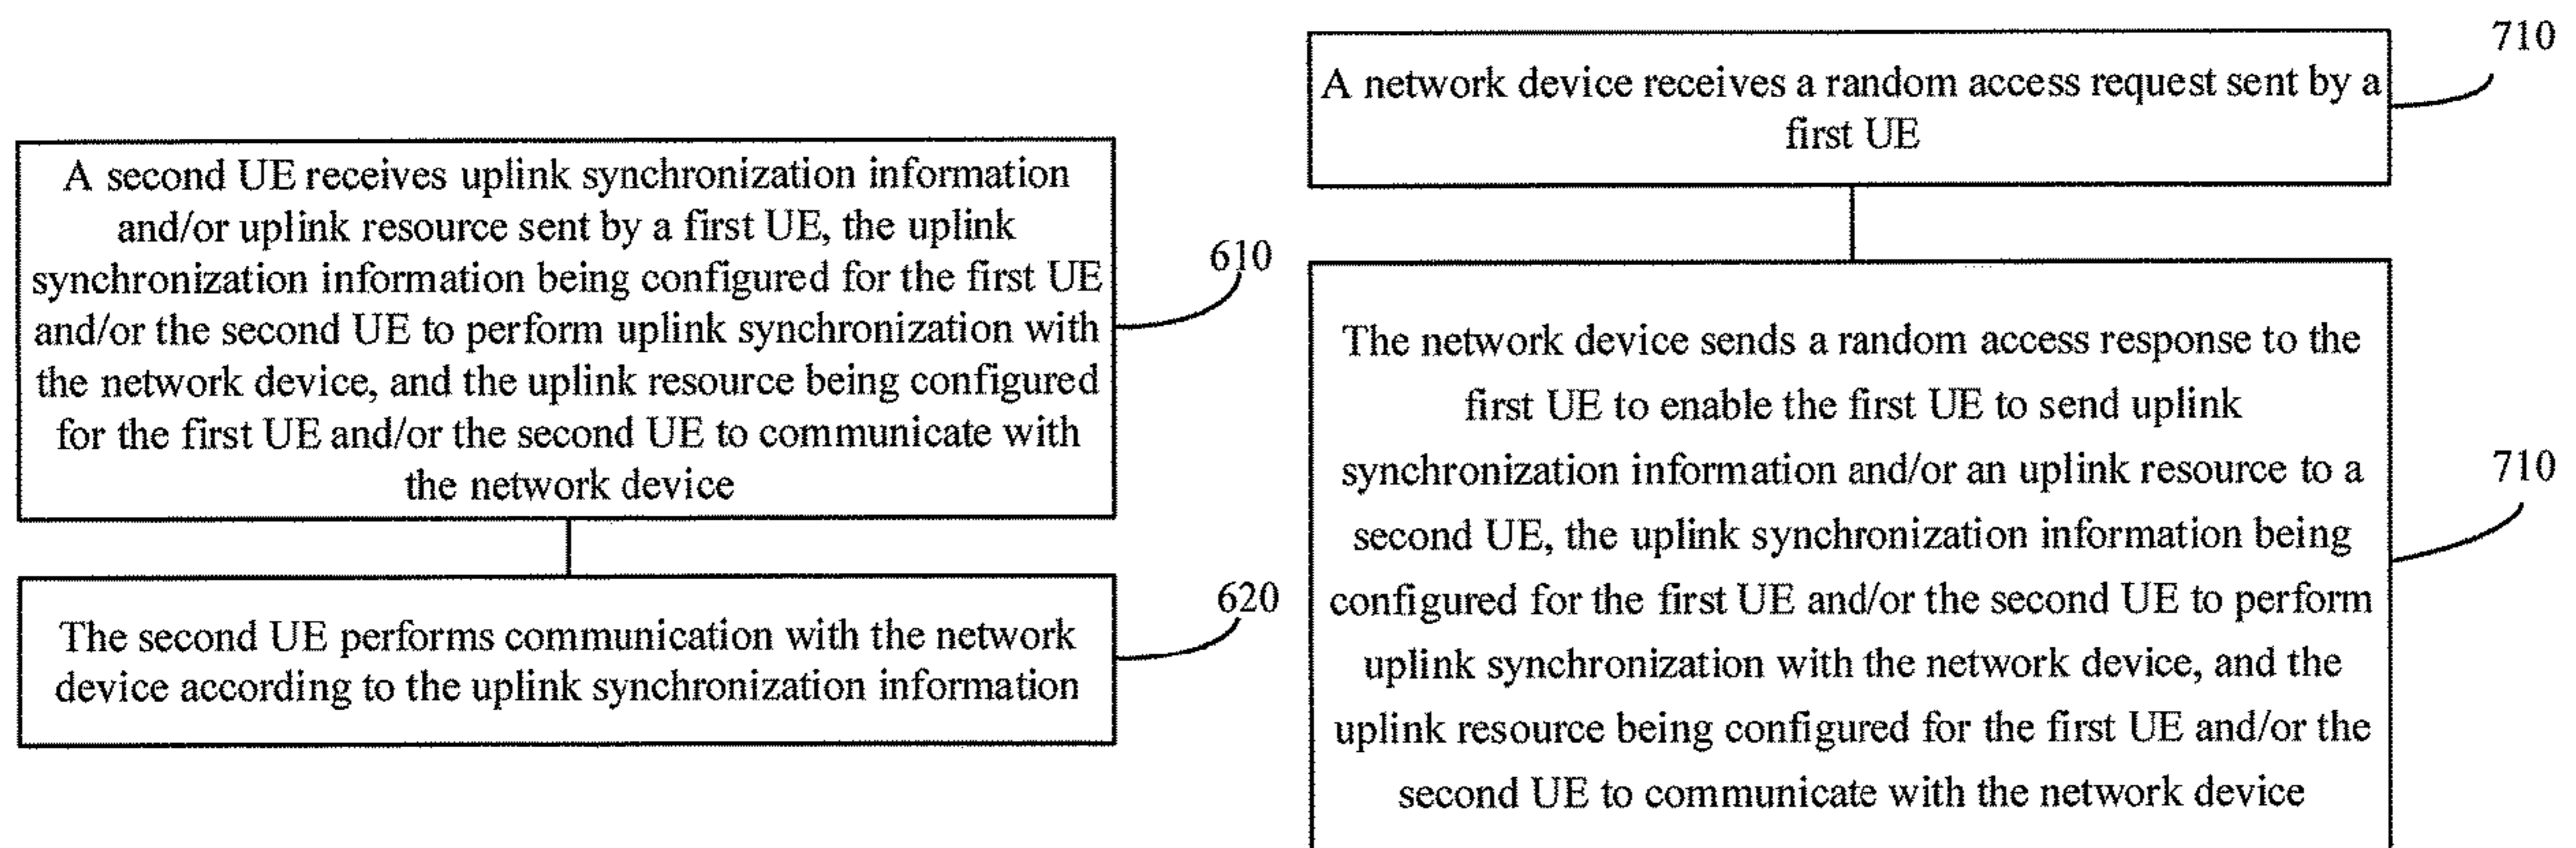 A second UE receives uplink synchronization information
and/or uplink resource sent by a first UE, the uplink
synchronization information being configured for the first UE
and/or the second UE to perform uplink synchronization with
the network device, and the uplink resource being configured
for the first UE and/or the second UE to communicate with
the network device
610
The second UE performs communication with the network
device according to the uplink synchronization information
620
A network device receives a random access request sent by a
first UE
710
The network device sends a random access response to the
first UE to enable the first UE to send uplink
synchronization information and/or an uplink resource to a
second UE, the uplink synchronization information being
configured for the first UE and/or the second UE to perform
uplink synchronization with the network device, and the
uplink resource being configured for the first UE and/or the
second UE to communicate with the network device
710